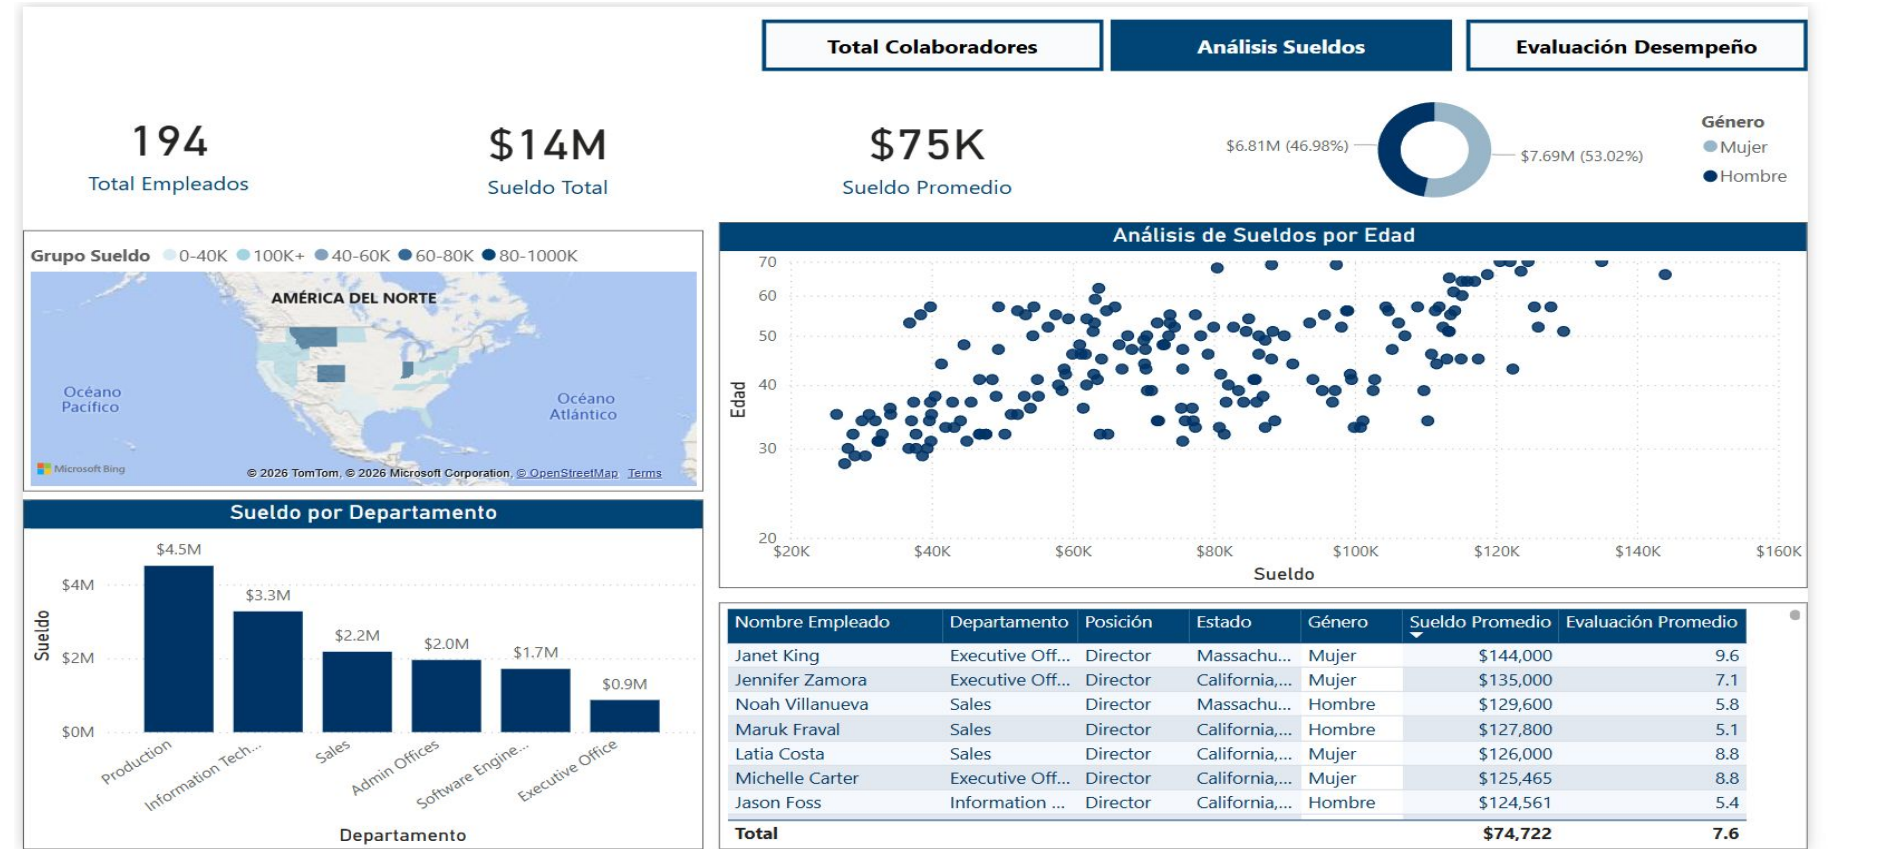 Total Colaboradores
Análisis Sueldos
Evaluación Desempeño
194
Total Empleados
$14M
Sueldo Total
$75K
Sueldo Promedio
$6.81M (46.98%)
$7.69M (53.02%)
Género
Mujer
Hombre
Grupo Sueldo 0-40K 100K+ 40-60K 60-80K 80-1000K
AMÉRICA DEL NORTE
Océano
Pacífico
Océano
Atlántico
Microsoft Bing
© 2026 TomTom, © 2026 Microsoft Corporation, © OpenStreetMap Terms
Sueldo por Departamento
Sueldo
$4M
$2M
$0M
$4.5M
$3.3M
$2.2M
$2.0M
$1.7M
$0.9M
Production
Information Tech...
Sales
Admin Offices
Software Engine...
Executive Office
Departamento
Análisis de Sueldos por Edad
Edad
70
60
50
40
30
20
$20K $40K $60K $80K $100K $120K $140K $160K
Sueldo
Nombre Empleado Departamento Posición Estado Género Sueldo Promedio Evaluación Promedio
Janet King Executive Off... Director Massachu... Mujer $144,000 9.6
Jennifer Zamora Executive Off... Director California,... Mujer $135,000 7.1
Noah Villanueva Sales Director Massachu... Hombre $129,600 5.8
Maruk Fraval Sales Director California,... Hombre $127,800 5.1
Latia Costa Sales Director California,... Mujer $126,000 8.8
Michelle Carter Executive Off... Director California,... Mujer $125,465 8.8
Jason Foss Information ... Director California,... Hombre $124,561 5.4
Total $74,722 7.6